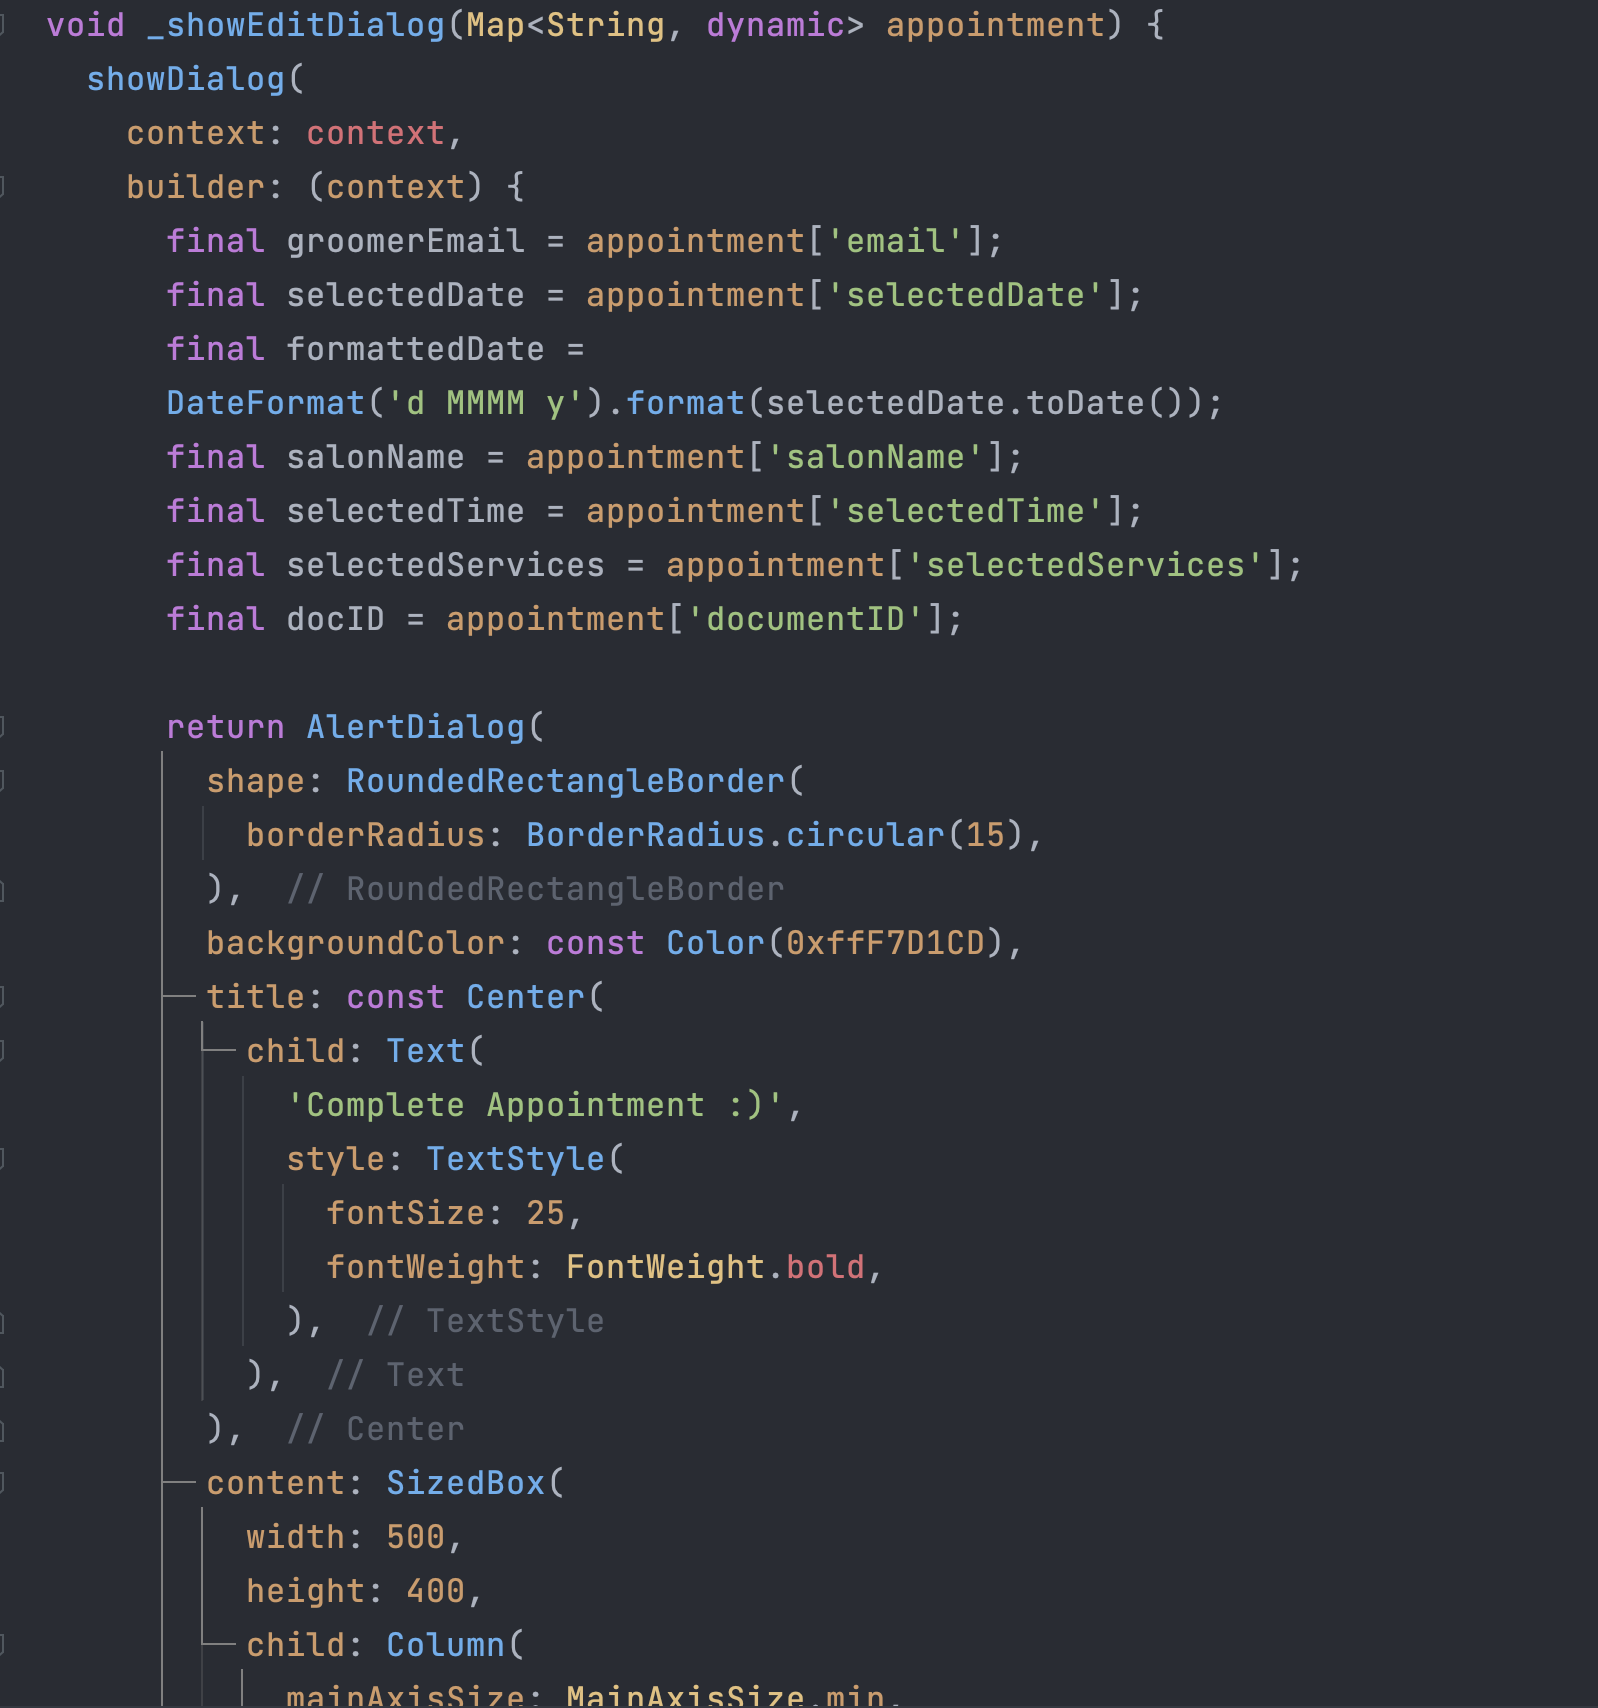 void _showEditDialog(Map<String, dynamic> appointment) {
  showDialog(
    context: context,
    builder: (context) {
      final groomerEmail = appointment['email'];
      final selectedDate = appointment['selectedDate'];
      final formattedDate =
      DateFormat('d MMMM y').format(selectedDate.toDate());
      final salonName = appointment['salonName'];
      final selectedTime = appointment['selectedTime'];
      final selectedServices = appointment['selectedServices'];
      final docID = appointment['documentID'];

      return AlertDialog(
        shape: RoundedRectangleBorder(
          borderRadius: BorderRadius.circular(15),
        ),  // RoundedRectangleBorder
        backgroundColor: const Color(0xffF7D1CD),
        title: const Center(
          child: Text(
            'Complete Appointment :)',
            style: TextStyle(
              fontSize: 25,
              fontWeight: FontWeight.bold,
            ),  // TextStyle
          ),  // Text
        ),  // Center
        content: SizedBox(
          width: 500,
          height: 400,
          child: Column(
            mainAxisSize: MainAxisSize.min,